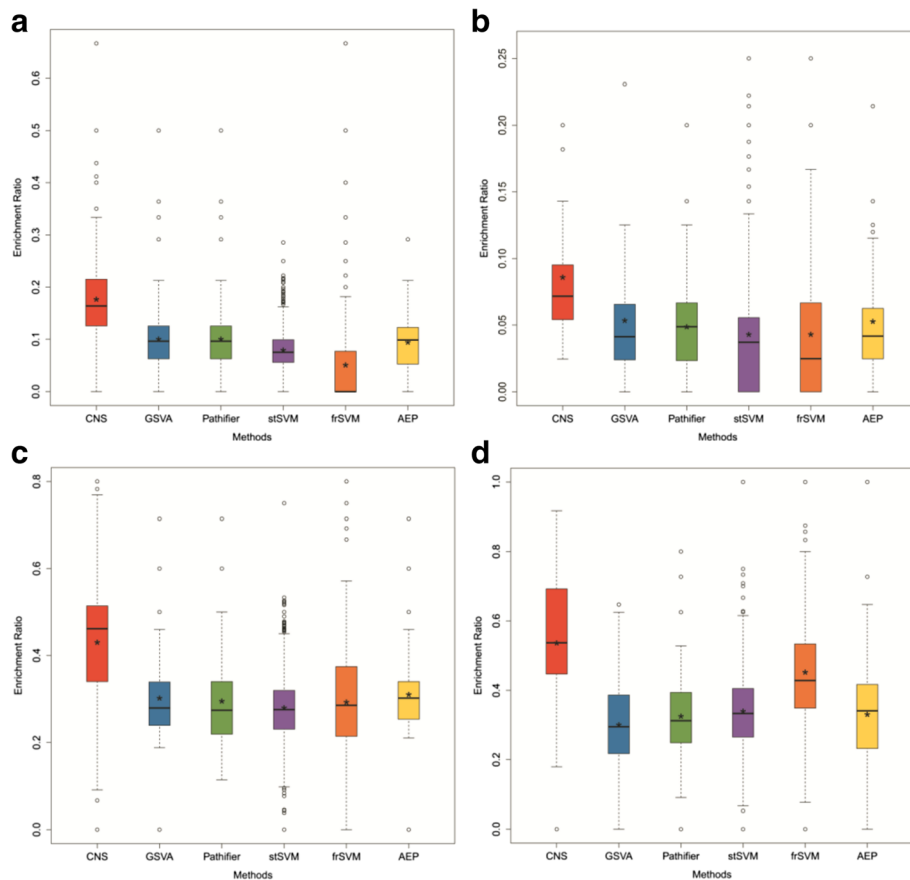 a
Enrichment Ratio
0.6
0.5
0.4
0.3
0.2
0.1
0.0
CNS GSVA Pathifier stSVM frSVM AEP
Methods
b
Enrichment Ratio
0.25
0.20
0.15
0.10
0.05
0.00
CNS GSVA Pathifier stSVM frSVM AEP
Methods
c
Enrichment Ratio
0.8
0.6
0.4
0.2
0.0
CNS GSVA Pathifier stSVM frSVM AEP
Methods
d
Enrichment Ratio
1.0
0.8
0.6
0.4
0.2
0.0
CNS GSVA Pathifier stSVM frSVM AEP
Methods